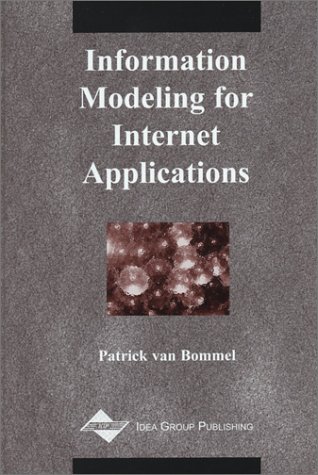 Information
Modeling for
Internet
Applications
Patrick van Bommel
IDEA GROUP PUBLISHING